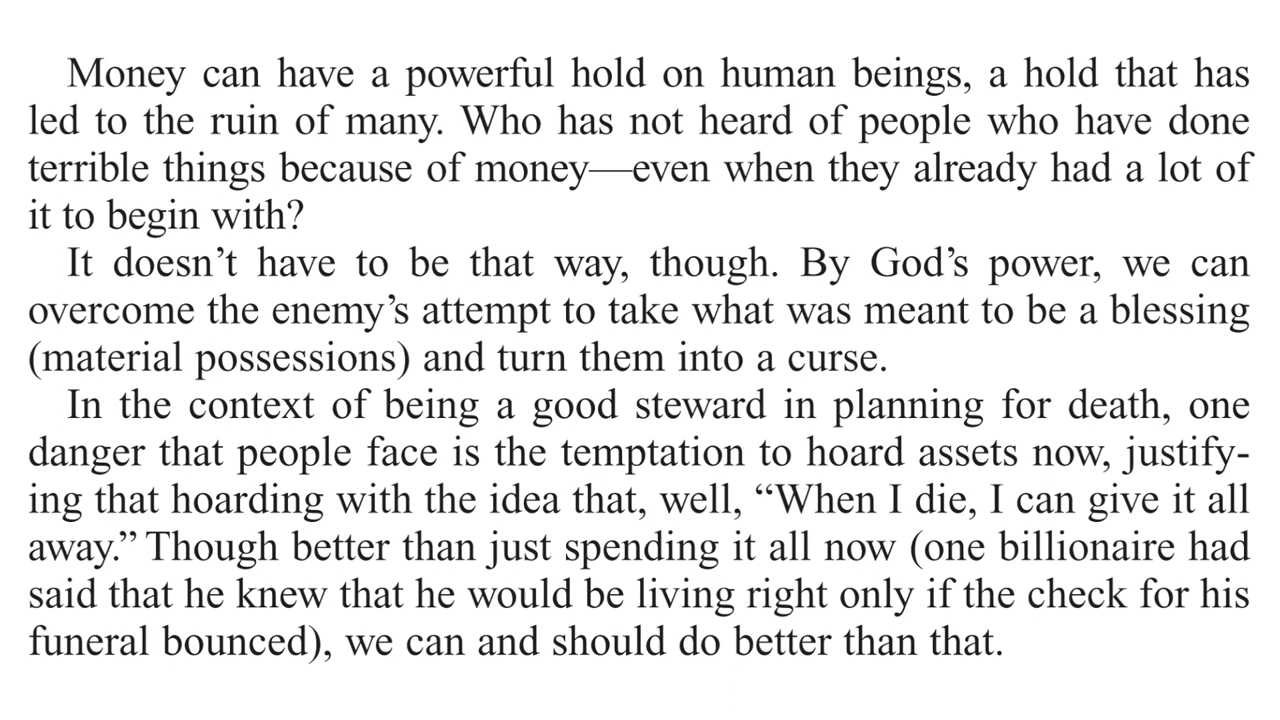 Money can have a powerful hold on human beings, a hold that has
led to the ruin of many. Who has not heard of people who have done
terrible things because of money—even when they already had a lot of
it to begin with?
It doesn’t have to be that way, though. By God’s power, we can
overcome the enemy’s attempt to take what was meant to be a blessing
(material possessions) and turn them into a curse.
In the context of being a good steward in planning for death, one
danger that people face is the temptation to hoard assets now, justify-
ing that hoarding with the idea that, well, “When I die, I can give it all
away.” Though better than just spending it all now (one billionaire had
said that he knew that he would be living right only if the check for his
funeral bounced), we can and should do better than that.